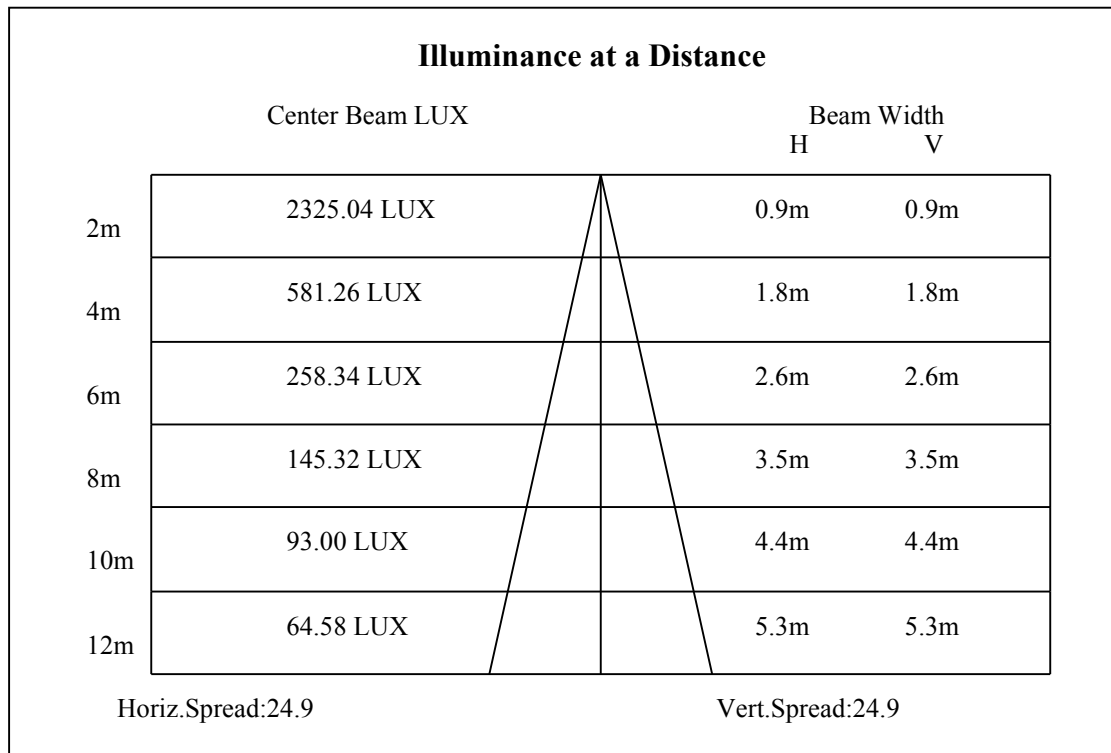 Illuminance at a Distance
Center Beam LUX Beam Width
H V
2m 2325.04 LUX 0.9m 0.9m
4m 581.26 LUX 1.8m 1.8m
6m 258.34 LUX 2.6m 2.6m
8m 145.32 LUX 3.5m 3.5m
10m 93.00 LUX 4.4m 4.4m
12m 64.58 LUX 5.3m 5.3m
Horiz.Spread:24.9 Vert.Spread:24.9